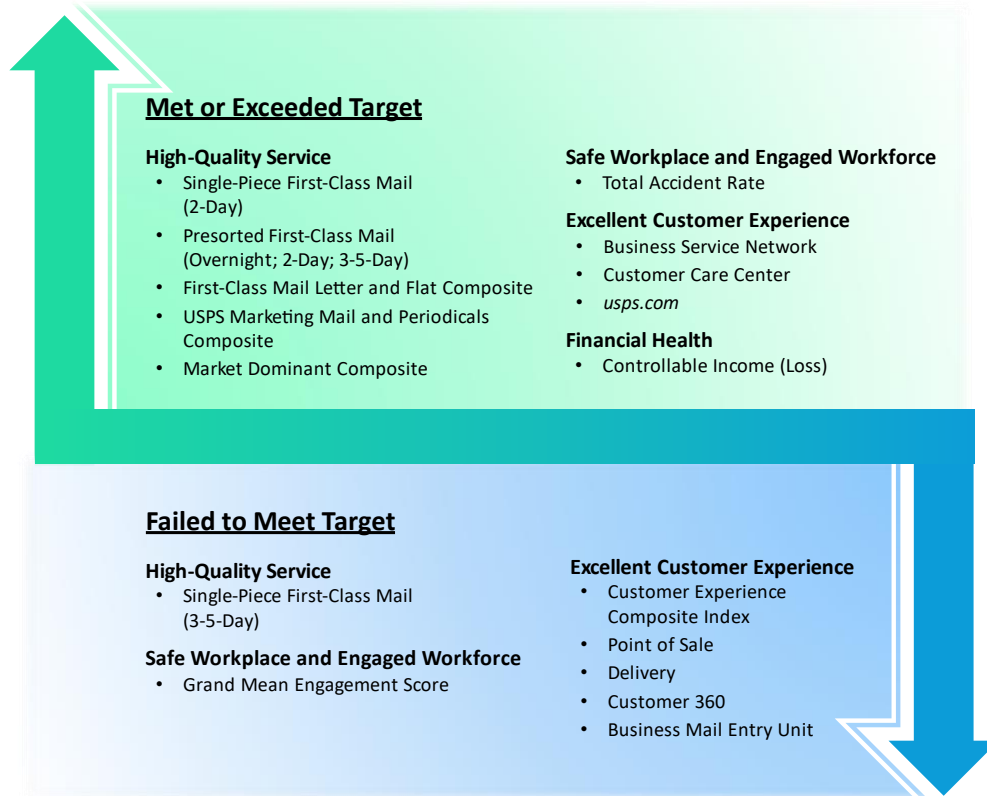 Met or Exceeded Target
High-Quality Service
• Single-Piece First-Class Mail
(2-Day)
• Presorted First-Class Mail
(Overnight; 2-Day; 3-5-Day)
• First-Class Mail Letter and Flat Composite
• USPS Marketing Mail and Periodicals
Composite
• Market Dominant Composite
Safe Workplace and Engaged Workforce
• Total Accident Rate
Excellent Customer Experience
• Business Service Network
• Customer Care Center
• usps.com
Financial Health
• Controllable Income (Loss)
Failed to Meet Target
High-Quality Service
• Single-Piece First-Class Mail
(3-5-Day)
Safe Workplace and Engaged Workforce
• Grand Mean Engagement Score
Excellent Customer Experience
• Customer Experience
Composite Index
• Point of Sale
• Delivery
• Customer 360
• Business Mail Entry Unit